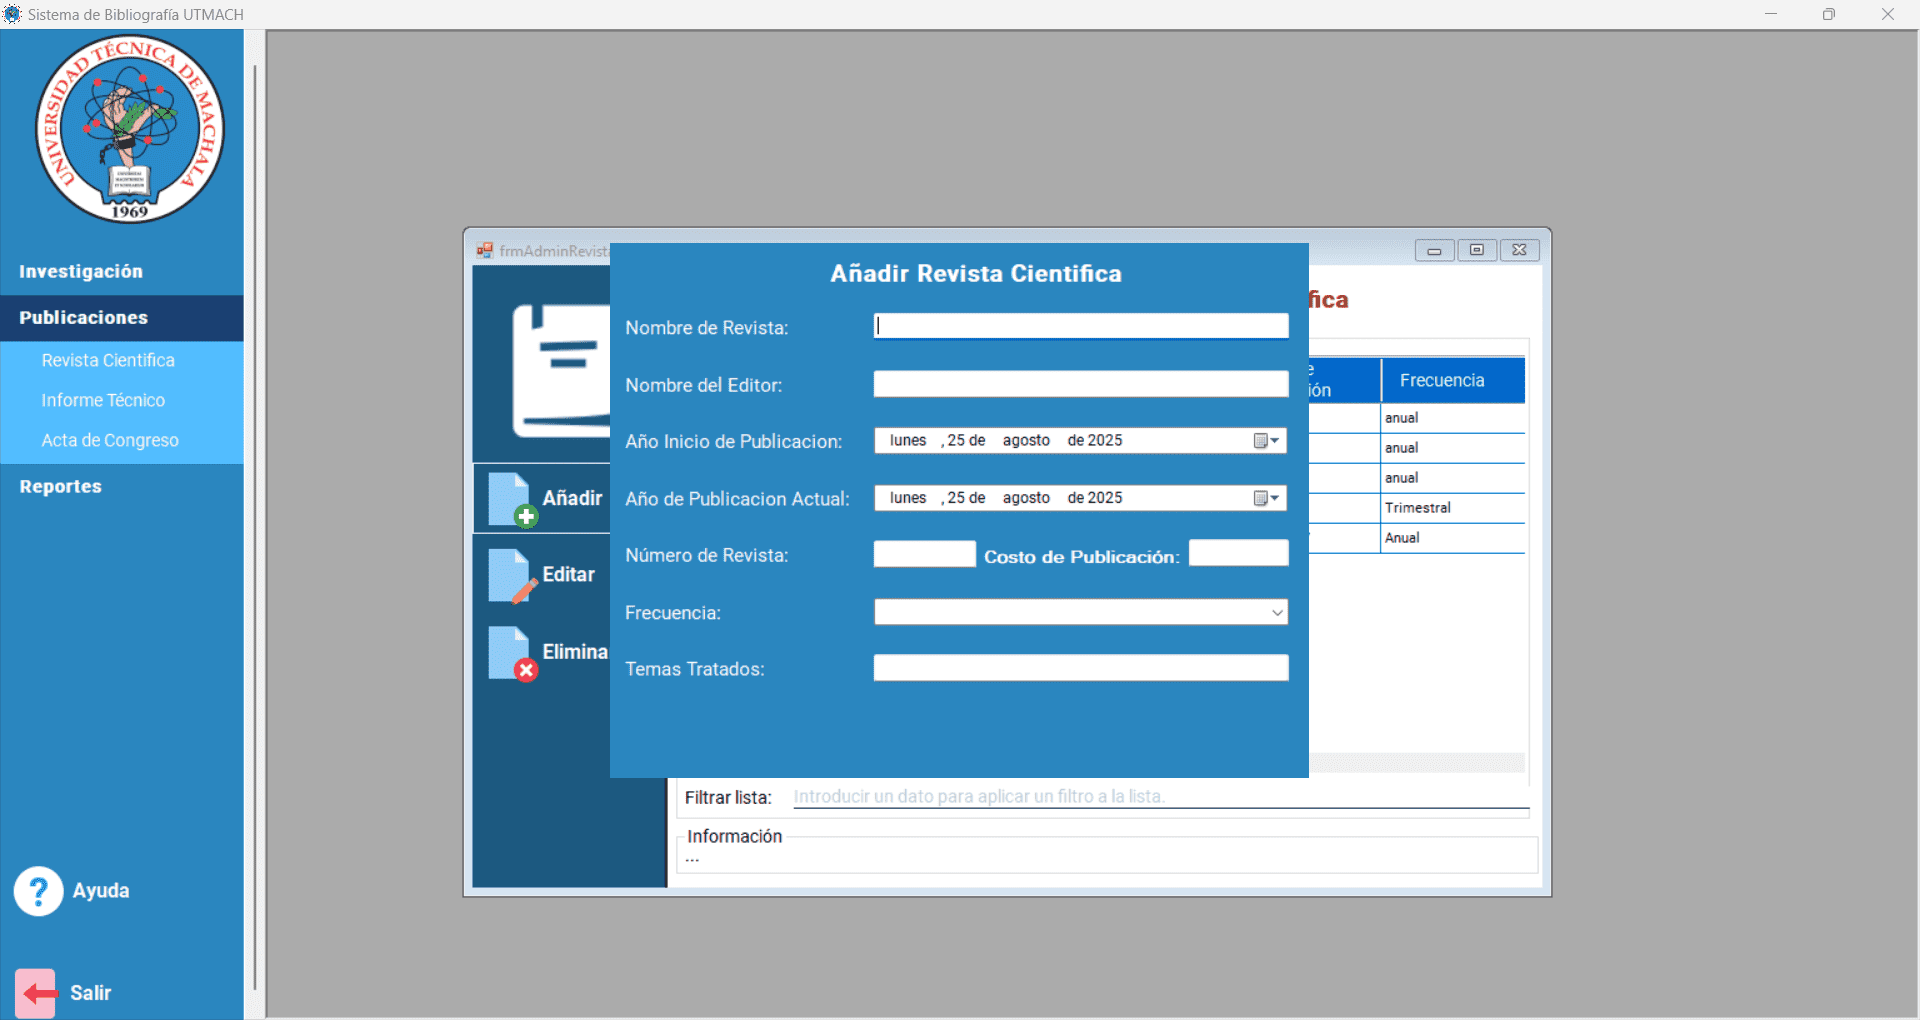 Sistema de Bibliografía UTMACH
UNIVERSIDAD TÉCNICA DE MACHALA
1969
Investigación
Publicaciones
Revista Cientifica
Informe Técnico
Acta de Congreso
Reportes
Ayuda
Salir
frmAdminRevist
fica
Añadir
Editar
Elimina
Añadir Revista Cientifica
Nombre de Revista:
Nombre del Editor:
Año Inicio de Publicacion: lunes , 25 de agosto de 2025
Año de Publicacion Actual: lunes , 25 de agosto de 2025
Número de Revista: Costo de Publicación:
Frecuencia:
Temas Tratados:
e
ión
Frecuencia
anual
anual
anual
Trimestral
Anual
Filtrar lista: Introducir un dato para aplicar un filtro a la lista.
Información
...